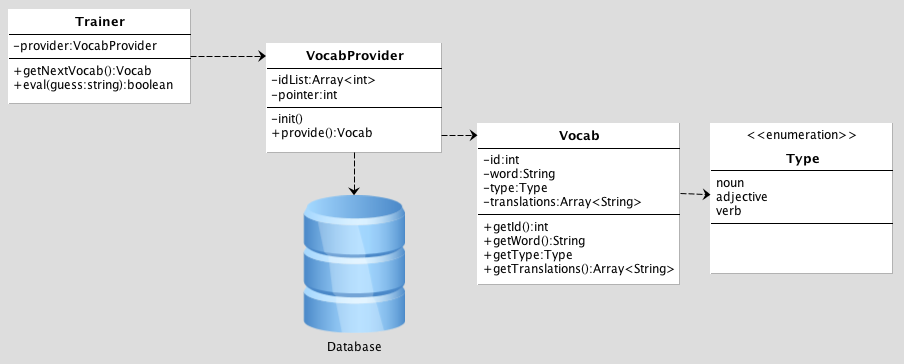 Trainer
-provider:VocabProvider
+getNextVocab():Vocab
+eval(guess:string):boolean
VocabProvider
-idList:Array<int>
-pointer:int
-init()
+provide():Vocab
Vocab
-id:int
-word:String
-type:Type
-translations:Array<String>
+getId():int
+getWord():String
+getType:Type
+getTranslations():Array<String>
<<enumeration>>
Type
noun
adjective
verb
Database